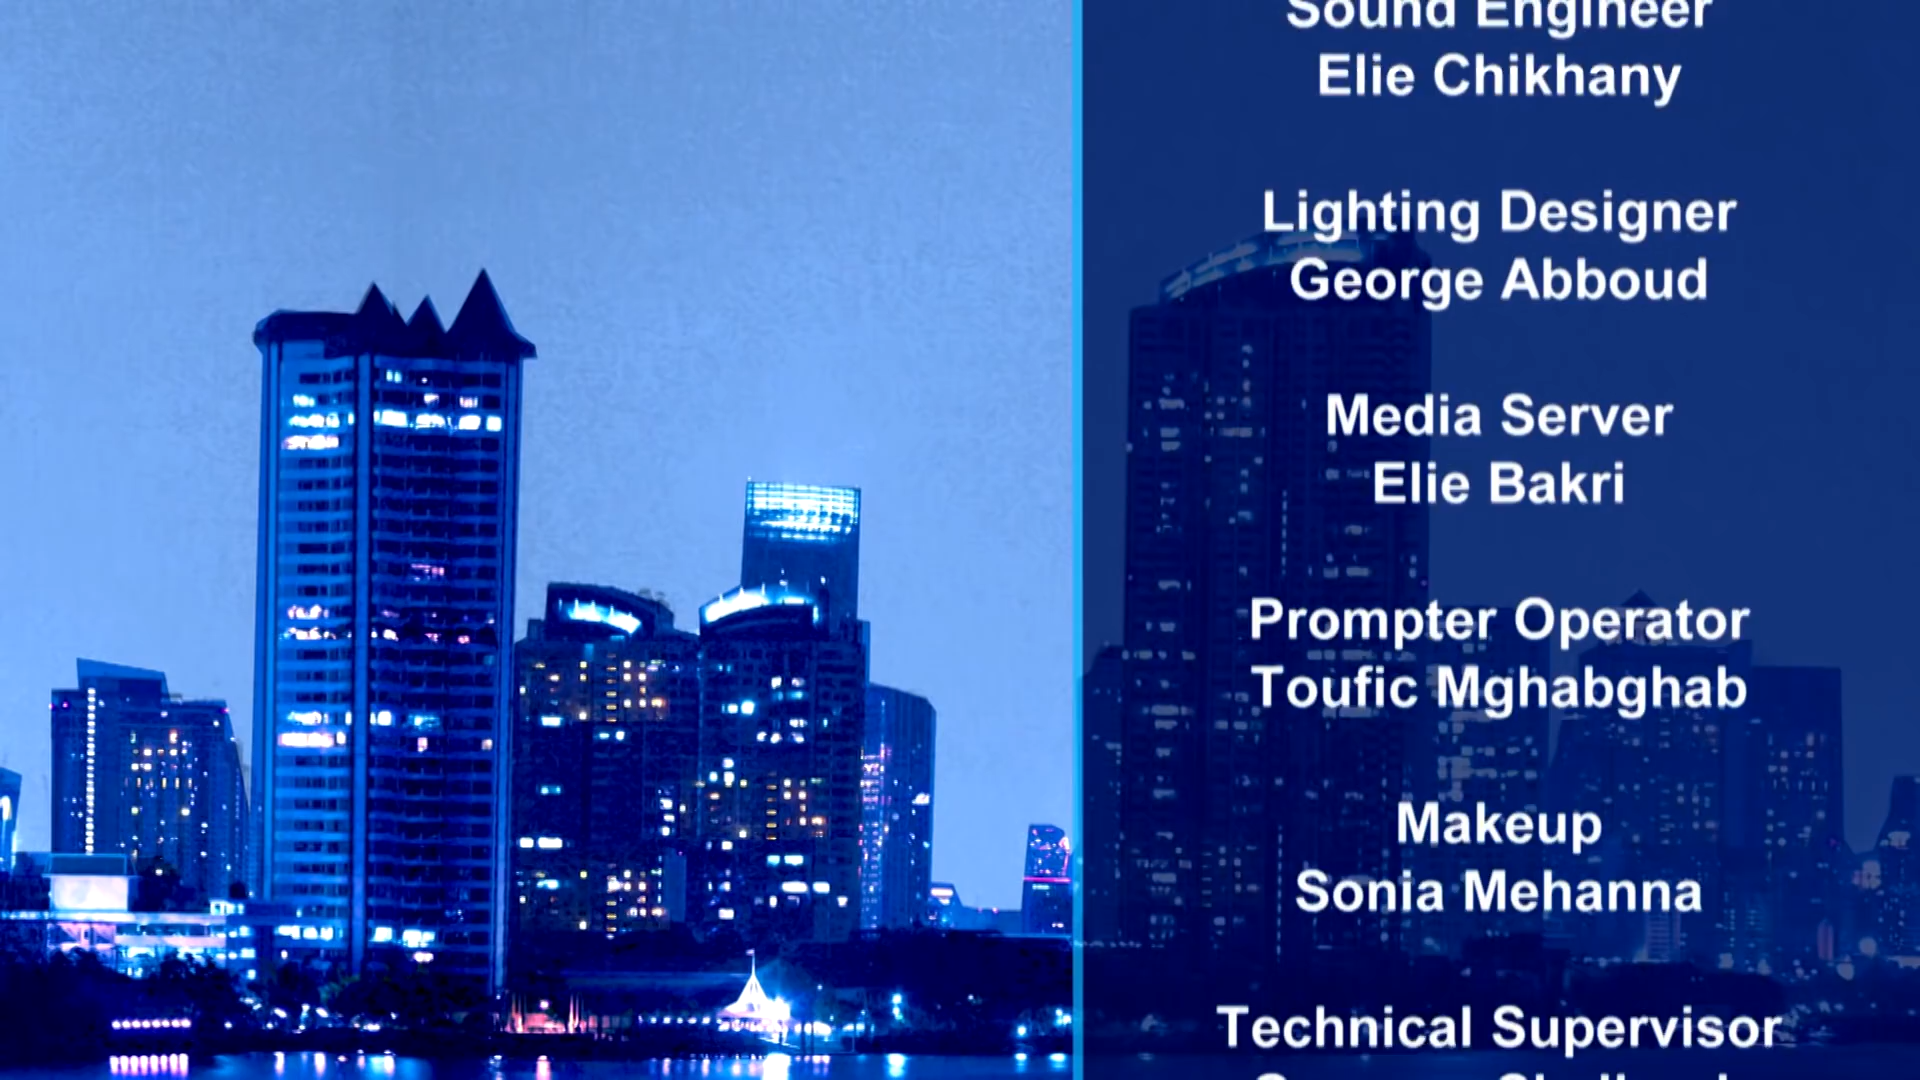 Sound Engineer
Elie Chikhany
Lighting Designer
George Abboud
Media Server
Elie Bakri
Prompter Operator
Toufic Mghabghab
Makeup
Sonia Mehanna
Technical Supervisor